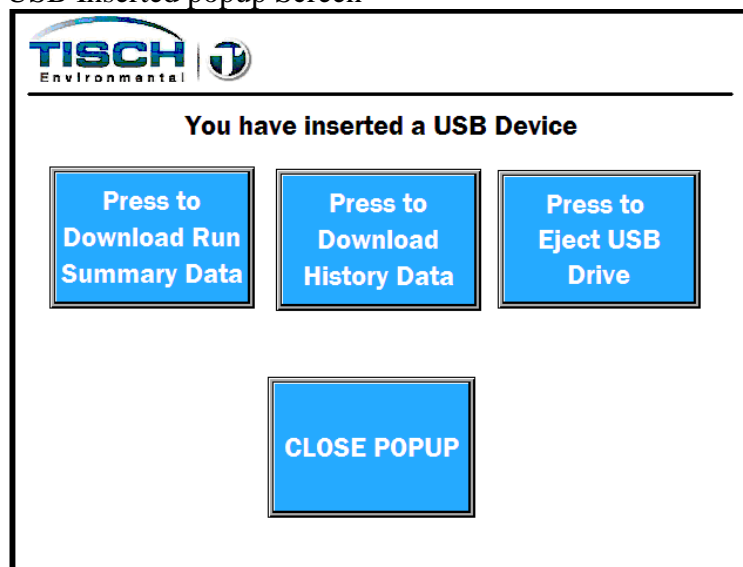 USB Inserted popup Screen
TISCH
Environmental
You have inserted a USB Device
Press to
Download Run
Summary Data
Press to
Download
History Data
Press to
Eject USB
Drive
CLOSE POPUP